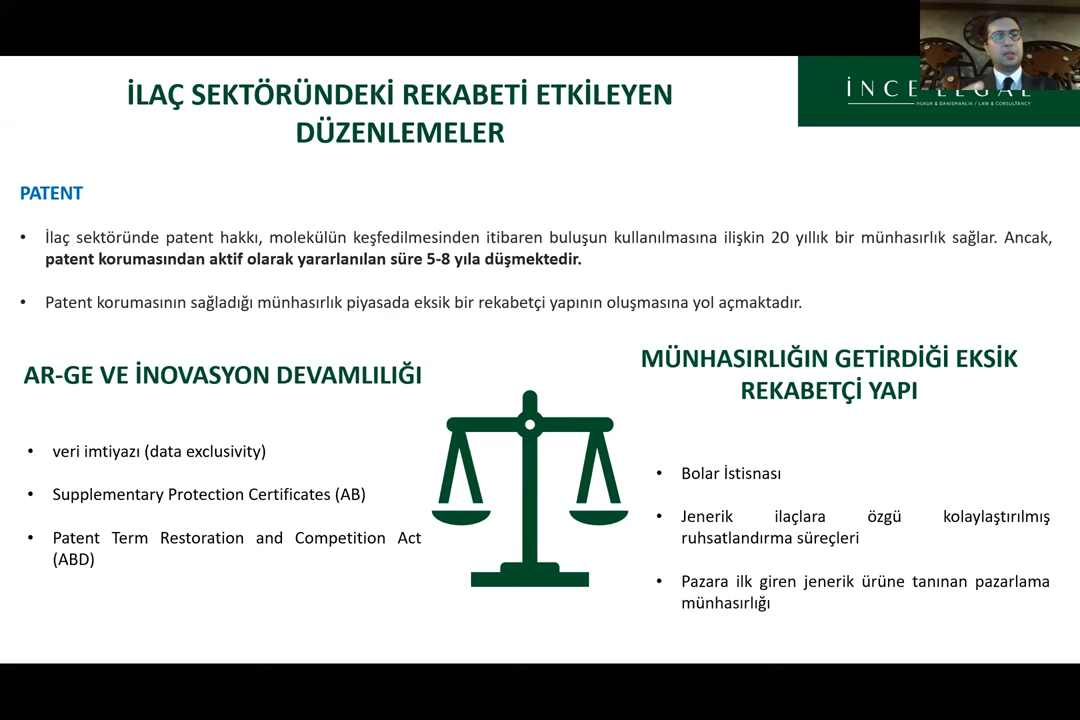 İLAÇ SEKTÖRÜNDEKİ REKABETİ ETKİLEYEN
DÜZENLEMELER
İNCE LEGAL
HUKUK & DANIŞMANLIK / LAW & CONSULTANCY
PATENT
• İlaç sektöründe patent hakkı, molekülün keşfedilmesinden itibaren buluşun kullanılmasına ilişkin 20 yıllık bir münhasırlık sağlar. Ancak,
patent korumasından aktif olarak yararlanılan süre 5-8 yıla düşmektedir.
• Patent korumasının sağladığı münhasırlık piyasada eksik bir rekabetçi yapının oluşmasına yol açmaktadır.
AR-GE VE İNOVASYON DEVAMLILIĞI
• veri imtiyazı (data exclusivity)
• Supplementary Protection Certificates (AB)
• Patent Term Restoration and Competition Act
(ABD)
MÜNHASIRLIĞIN GETİRDİĞİ EKSİK
REKABETÇİ YAPI
• Bolar İstisnası
• Jenerik ilaçlara özgü kolaylaştırılmış
ruhsatlandırma süreçleri
• Pazara ilk giren jenerik ürüne tanınan pazarlama
münhasırlığı